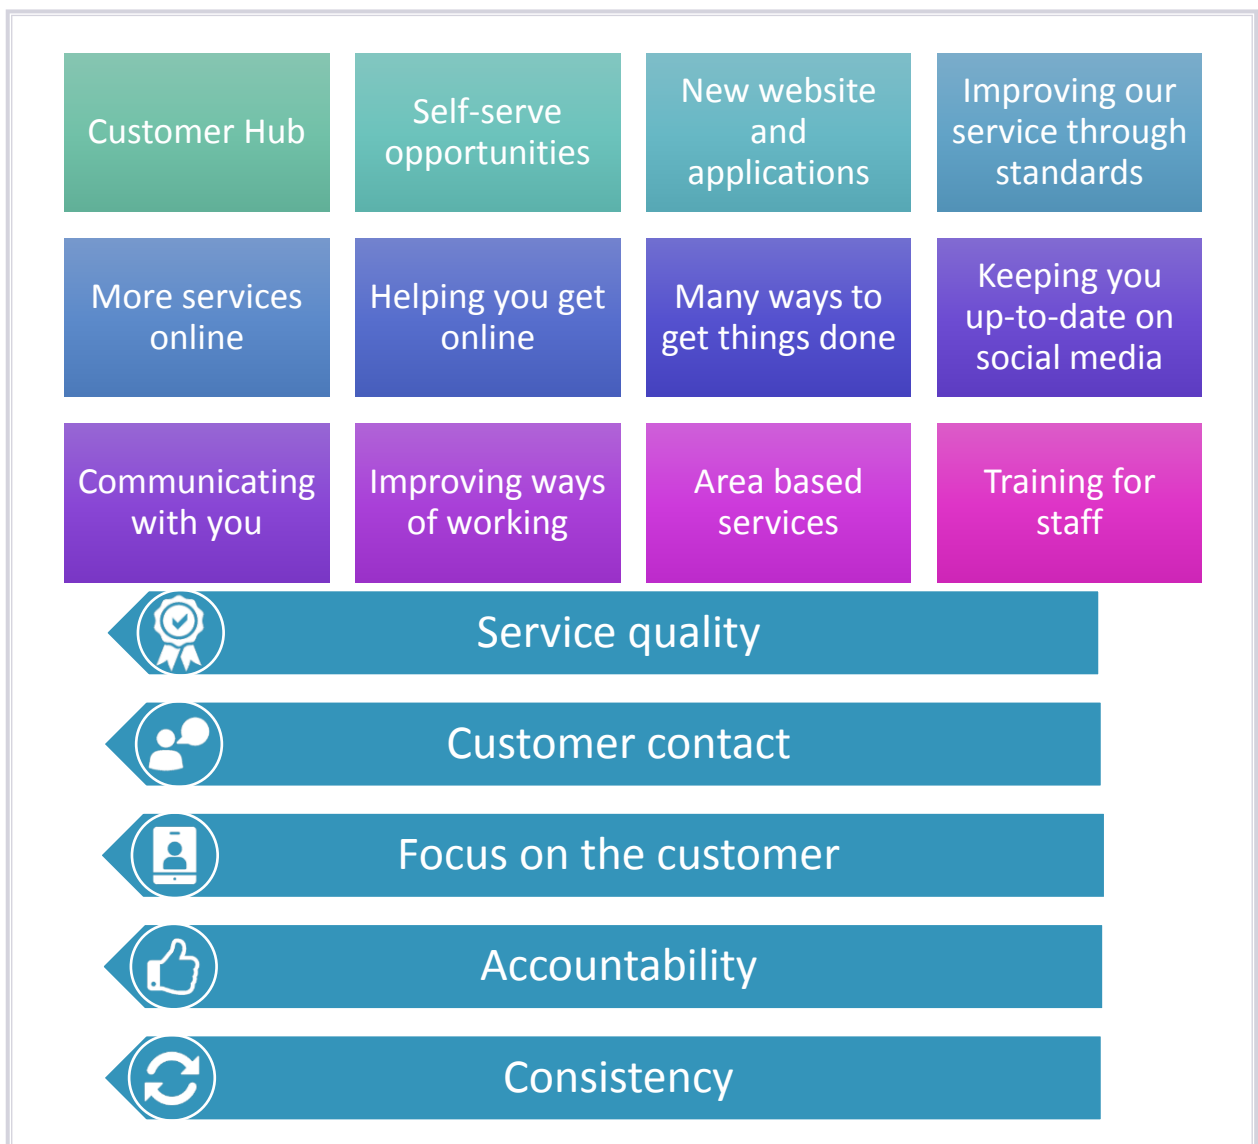 Customer Hub
Self-serve
opportunities
New website
and
applications
Improving our
service through
standards
More services
online
Helping you get
online
Many ways to
get things done
Keeping you
up-to-date on
social media
Communicating
with you
Improving ways
of working
Area based
services
Training for
staff
Service quality
Customer contact
Focus on the customer
Accountability
Consistency